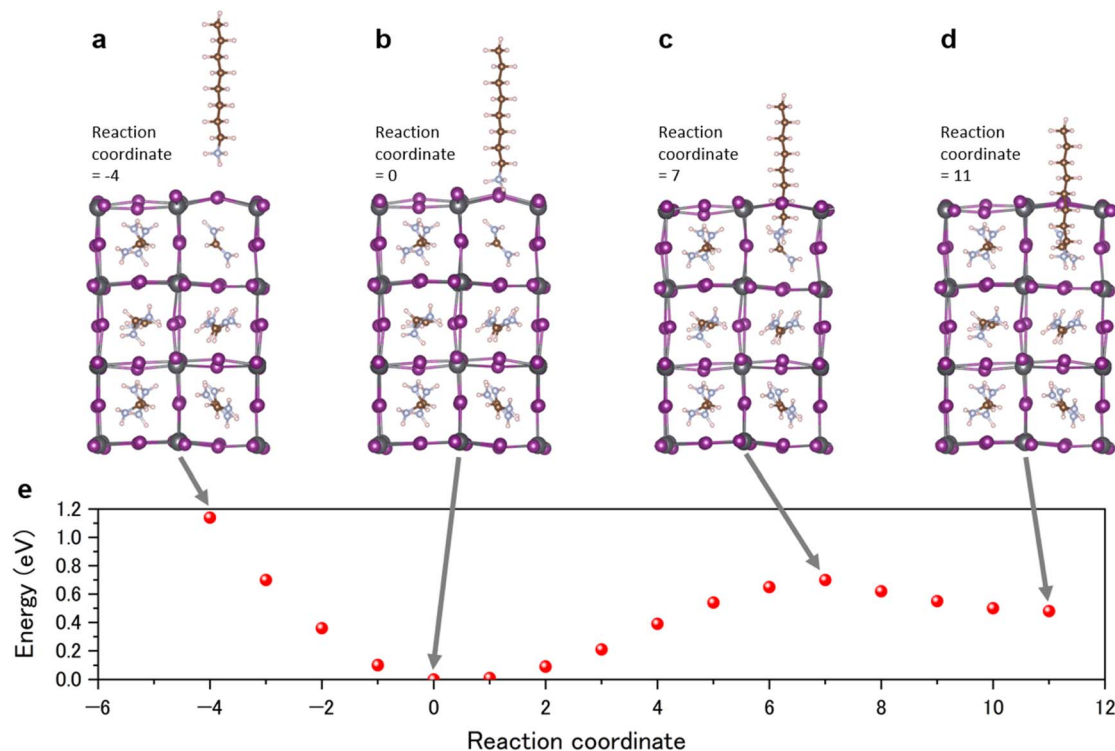 a
b
c
d
Reaction
coordinate
= -4
Reaction
coordinate
= 0
Reaction
coordinate
= 7
Reaction
coordinate
= 11
e
Energy (eV)
1.2
1.0
0.8
0.6
0.4
0.2
0.0
−6 −4 −2 0 2 4 6 8 10 12
Reaction coordinate